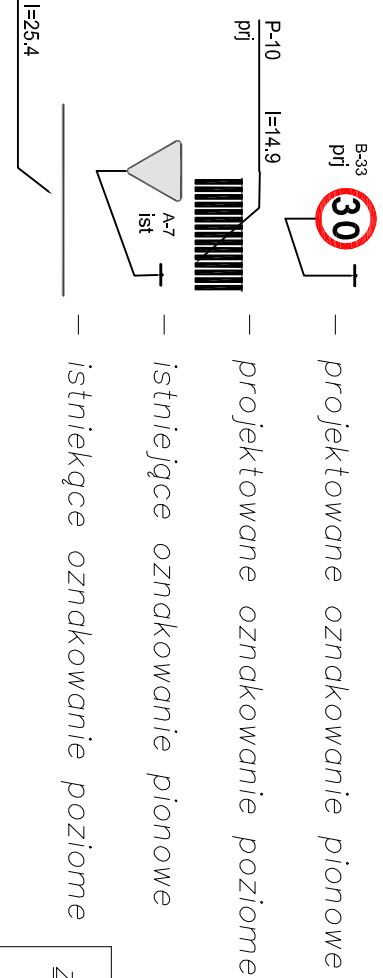 B-33
prj
30
– projektowane oznakowanie pionowe
P-10
prj
l=14.9
– projektowane oznakowanie poziome
A-7
ist
– istniejące oznakowanie pionowe
l=25.4
– istniekące oznakowanie poziome